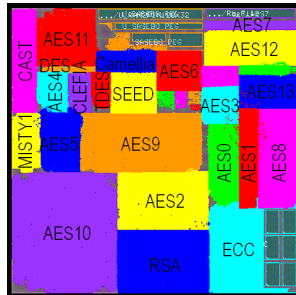 AES11
CAST
DES
AES4
CLEFIA
TDES
Camellia
SEED
AES6
AES7
AES12
AES13
AES3
MISTY1
AES5
AES9
AES0
AES1
AES8
AES2
AES10
RSA
ECC